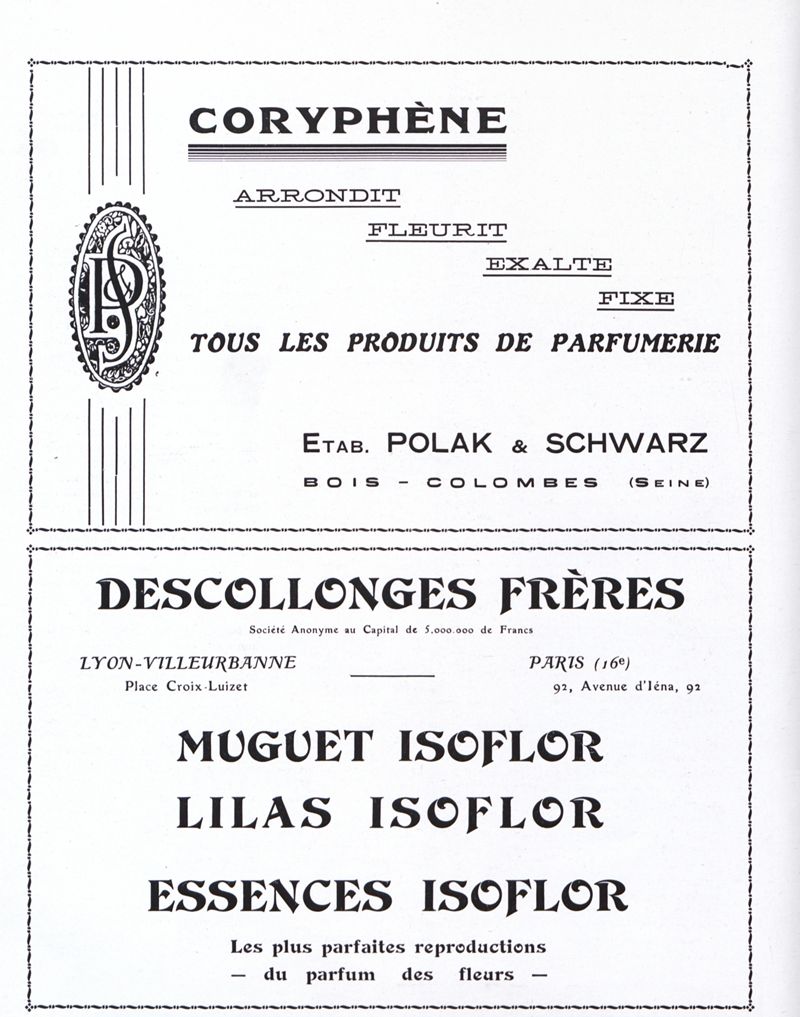 CORYPHÈNE
ARRONDIT
FLEURIT
EXALTE
FIXE
P&S
TOUS LES PRODUITS DE PARFUMERIE
ETAB. POLAK & SCHWARZ
BOIS - COLOMBES (SEINE)
DESCOLLONGES FRÈRES
Société Anonyme au Capital de 5.000.000 de Francs
LYON-VILLEURBANNE
Place Croix-Luizet
PARIS (16e)
92, Avenue d'Iéna, 92
MUGUET ISOFLOR
LILAS ISOFLOR
ESSENCES ISOFLOR
Les plus parfaites reproductions
— du parfum des fleurs —